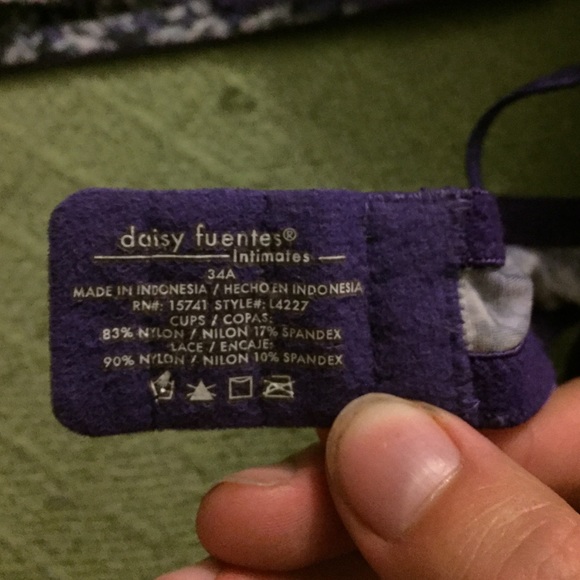 daisy fuentes®
Intimates
34A
MADE IN INDONESIA / HECHO EN INDONESIA
RN#: 15741 STYLE#: L4227
CUPS / COPAS:
83% NYLON / NILON 17% SPANDEX
LACE / ENCAJE:
90% NYLON / NILON 10% SPANDEX